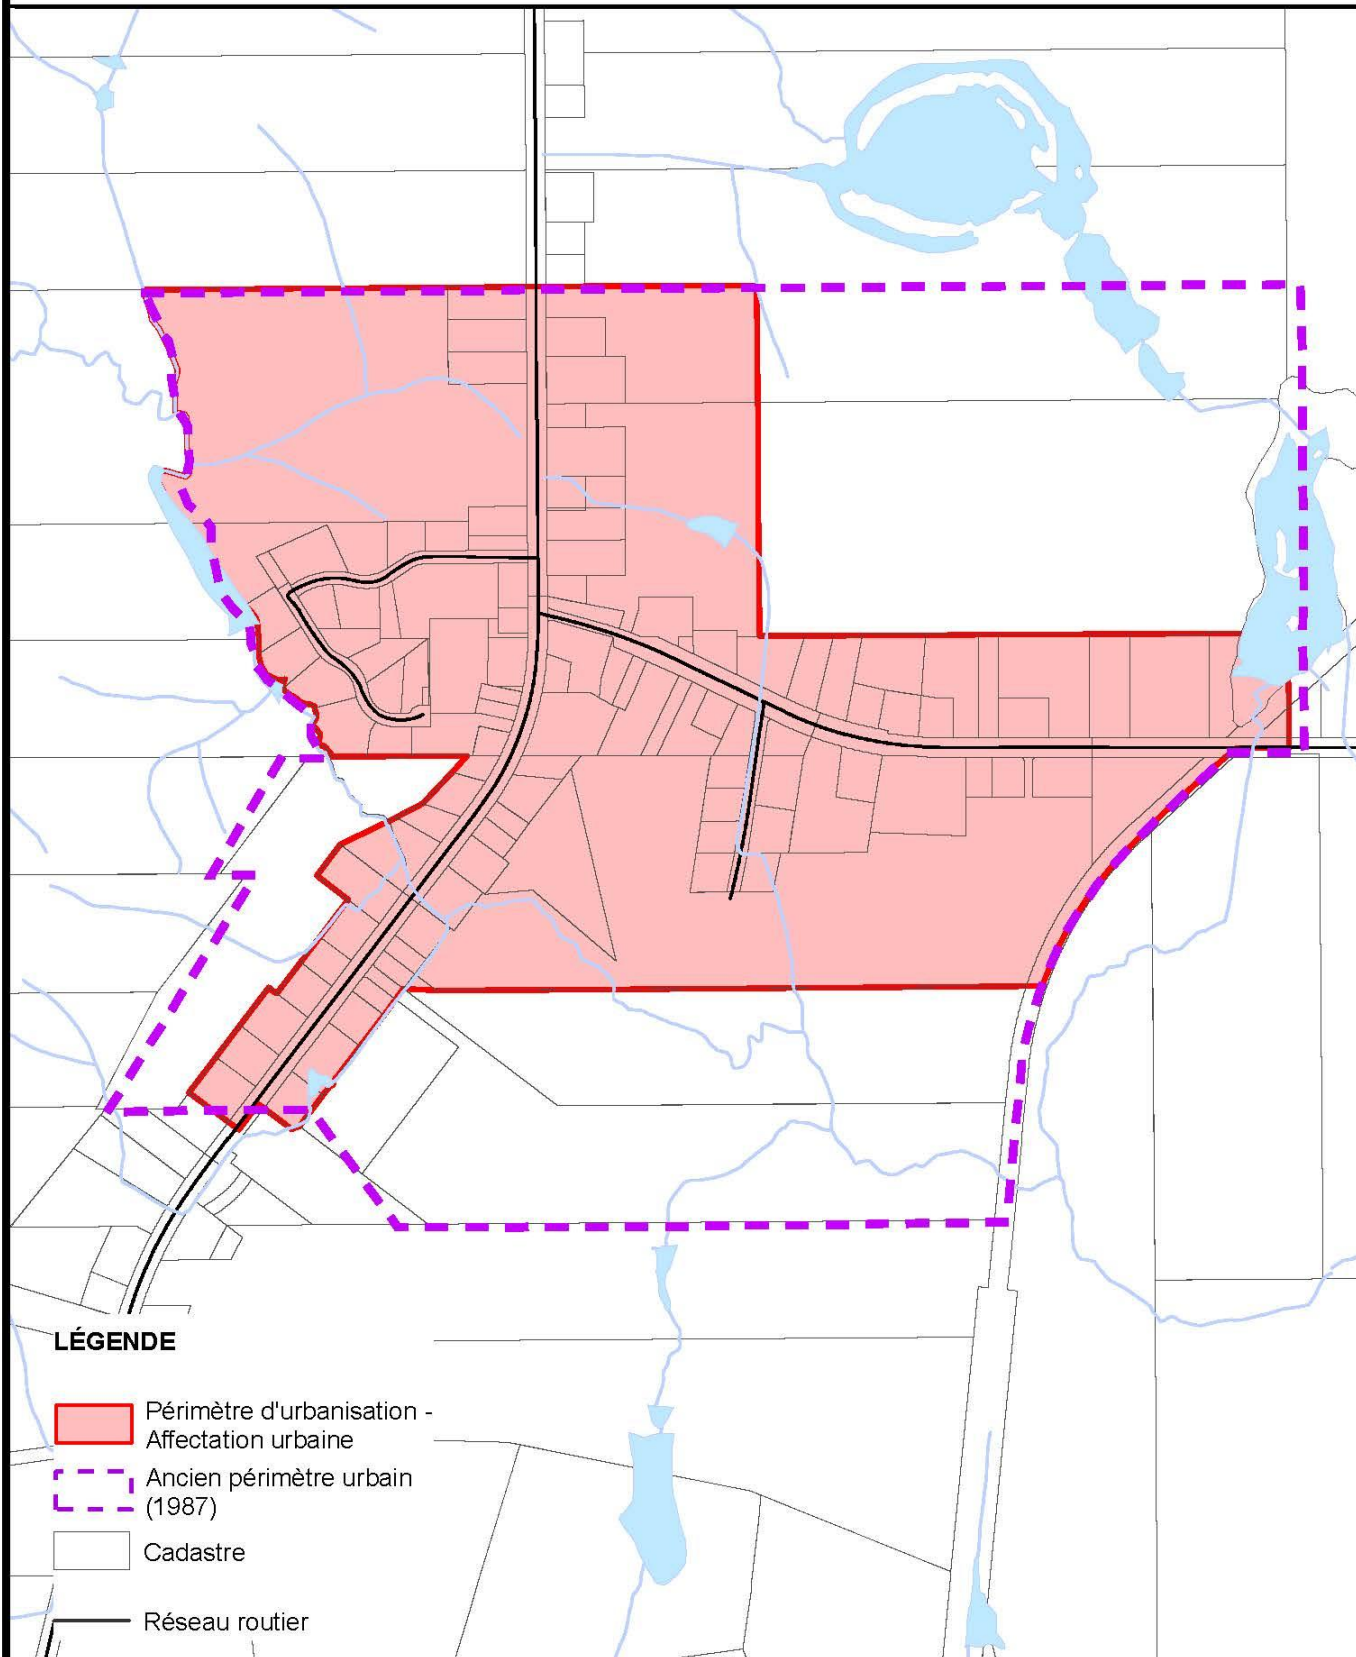 LÉGENDE
Périmètre d'urbanisation -
Affectation urbaine
Ancien périmètre urbain
(1987)
Cadastre
Réseau routier